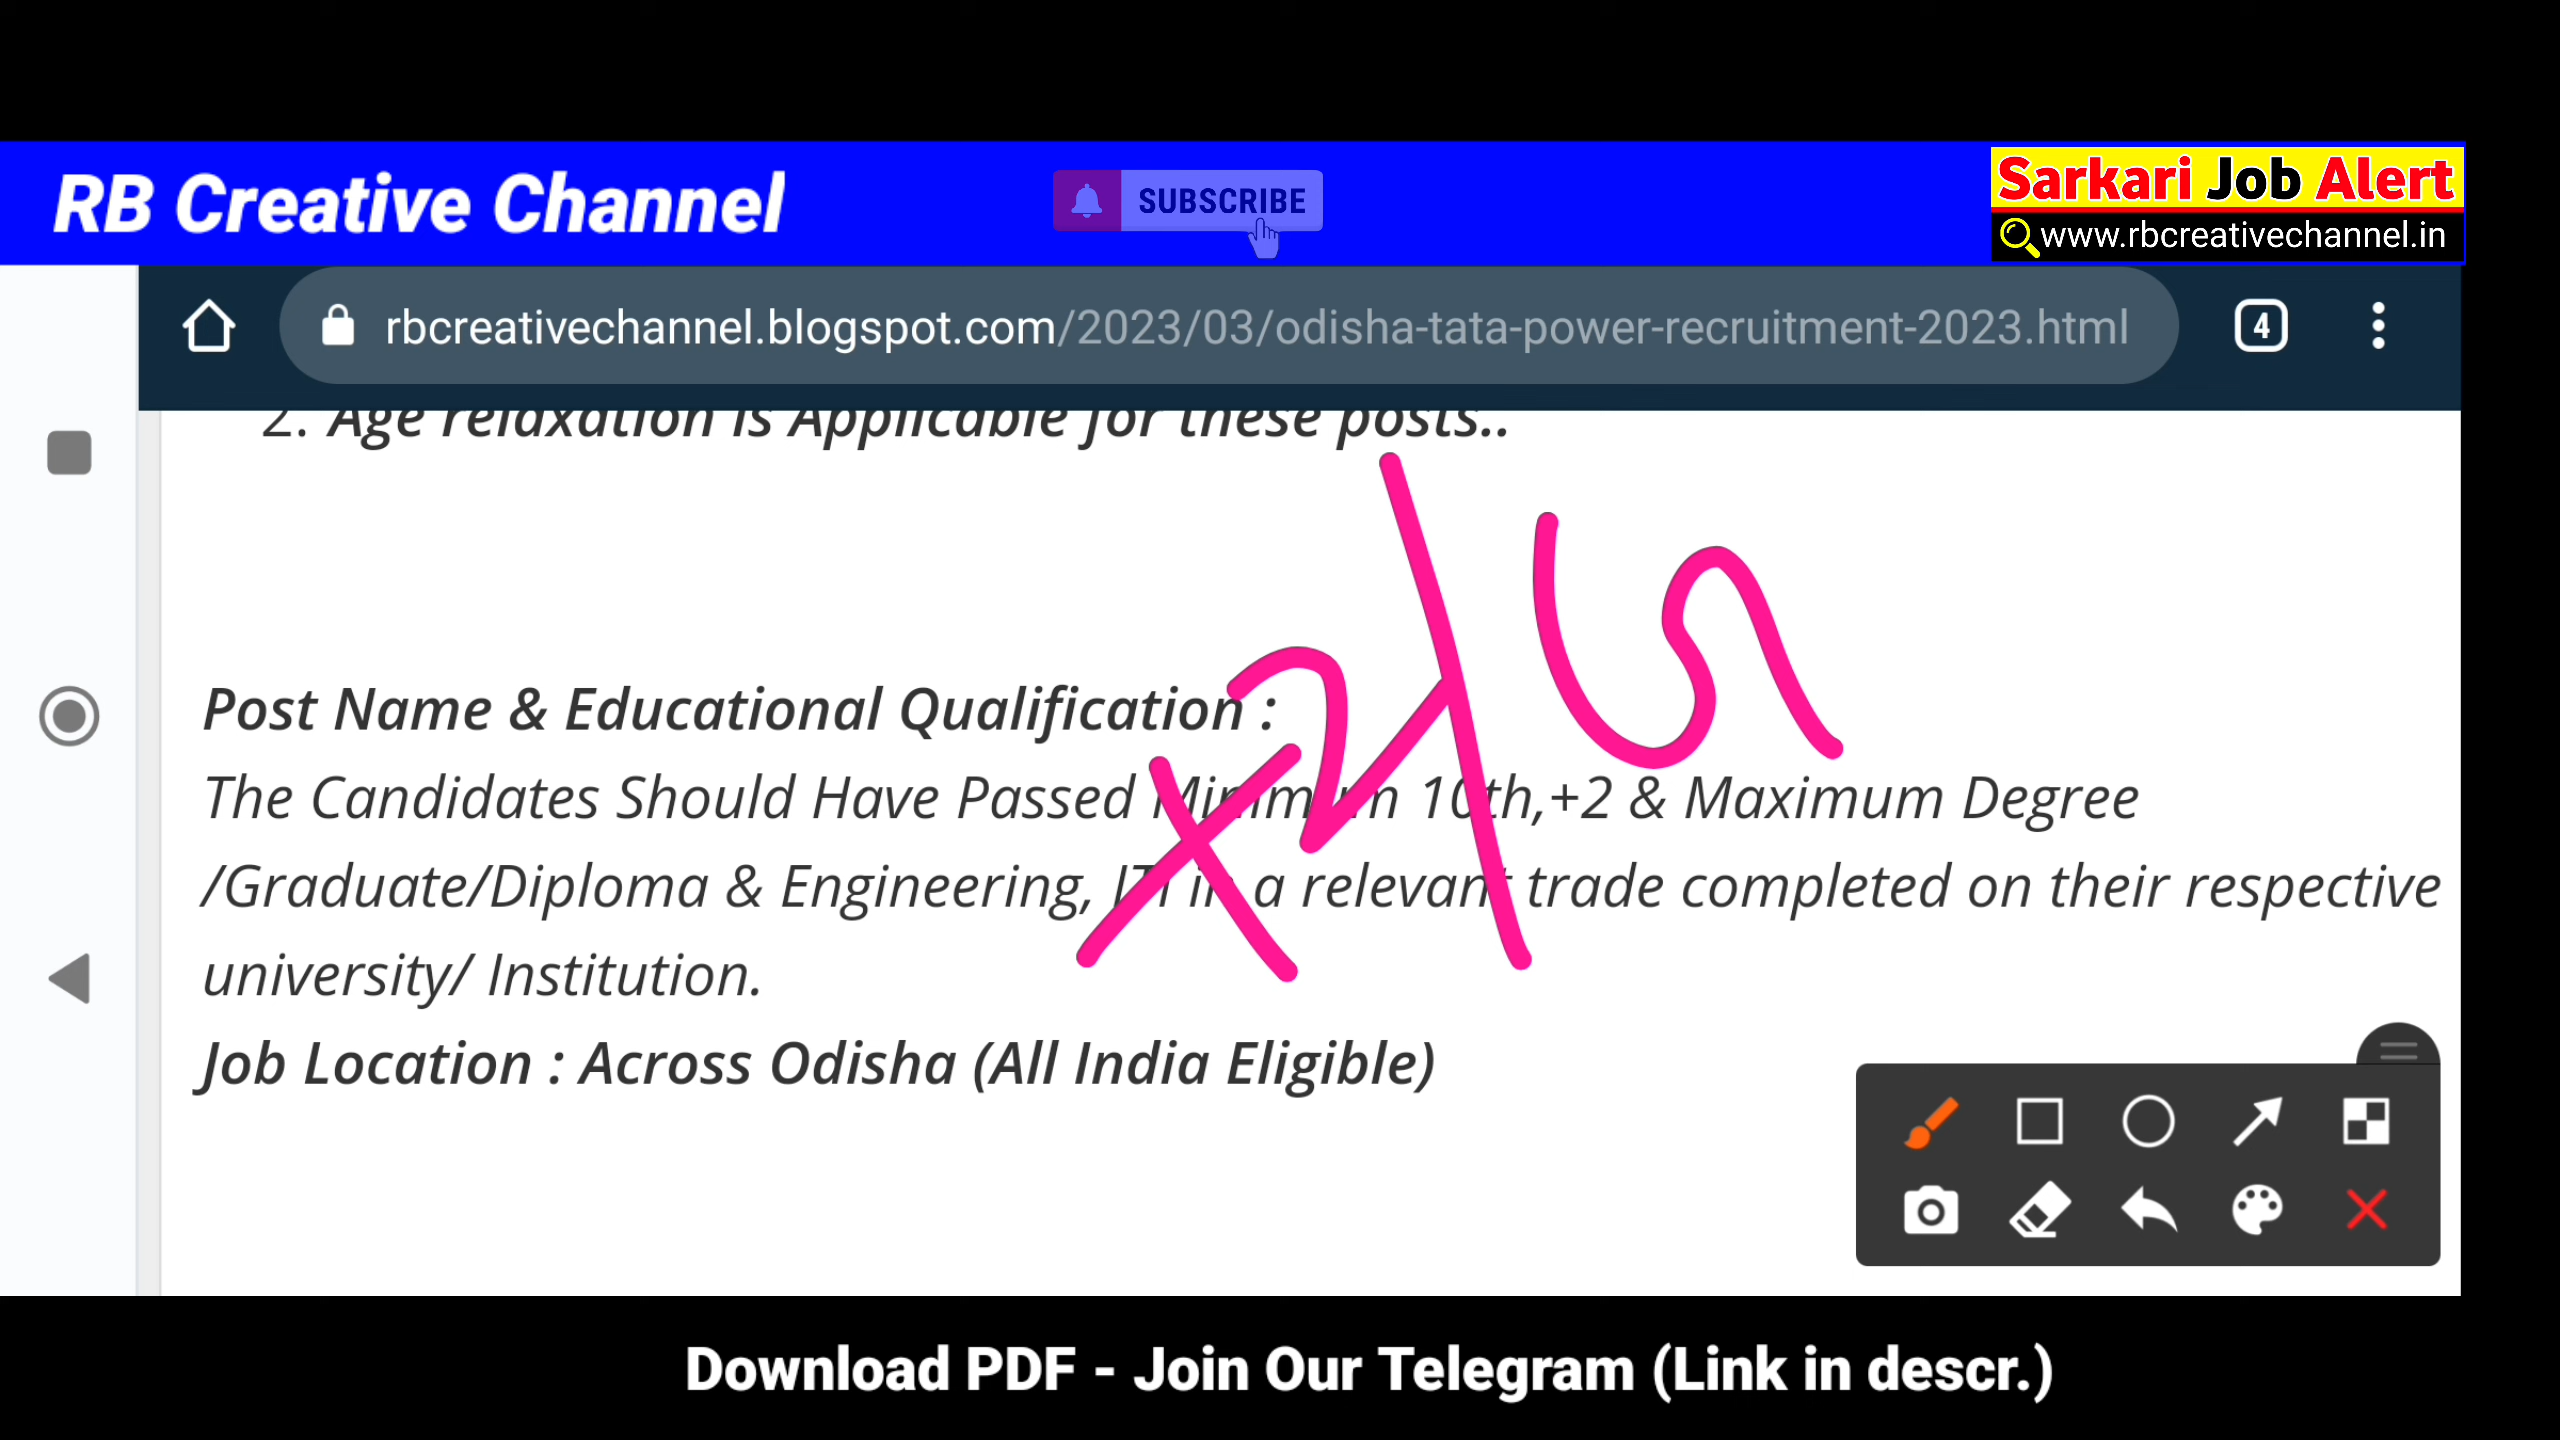 RB Creative Channel
SUBSCRIBE
Sarkari Job Alert
www.rbcreativechannel.in
rbcreativechannel.blogspot.com/2023/03/odisha-tata-power-recruitment-2023.html
4
2. Age relaxation is Applicable for these posts..
Post Name & Educational Qualification :
The Candidates Should Have Passed Minimum 10th,+2 & Maximum Degree
/Graduate/Diploma & Engineering, ITI in a relevant trade completed on their respective
university/ Institution.
Job Location : Across Odisha (All India Eligible)
Download PDF - Join Our Telegram (Link in descr.)